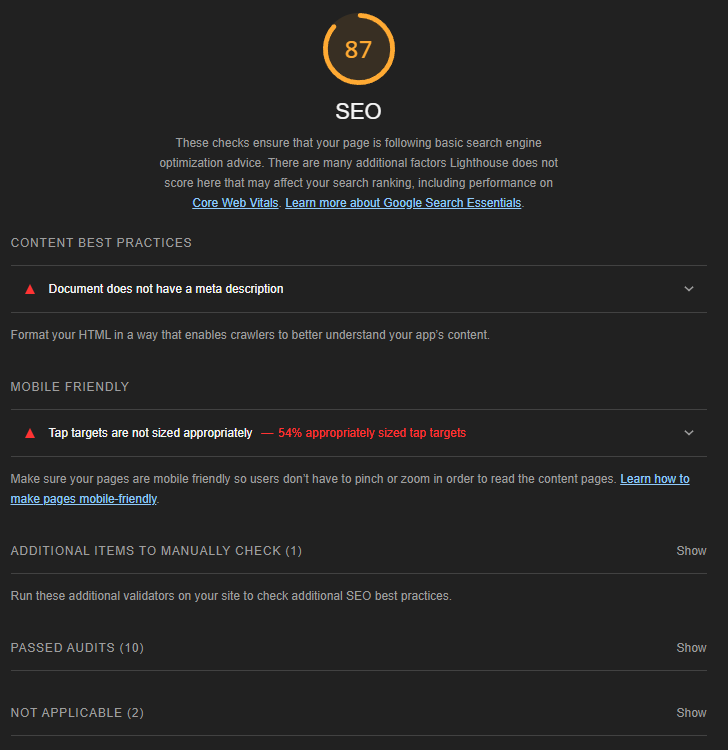 87
SEO
These checks ensure that your page is following basic search engine
optimization advice. There are many additional factors Lighthouse does not
score here that may affect your search ranking, including performance on
Core Web Vitals. Learn more about Google Search Essentials.
CONTENT BEST PRACTICES
Document does not have a meta description
Format your HTML in a way that enables crawlers to better understand your app's content.
MOBILE FRIENDLY
Tap targets are not sized appropriately — 54% appropriately sized tap targets
Make sure your pages are mobile friendly so users don't have to pinch or zoom in order to read the content pages. Learn how to
make pages mobile-friendly.
ADDITIONAL ITEMS TO MANUALLY CHECK (1) Show
Run these additional validators on your site to check additional SEO best practices.
PASSED AUDITS (10) Show
NOT APPLICABLE (2) Show